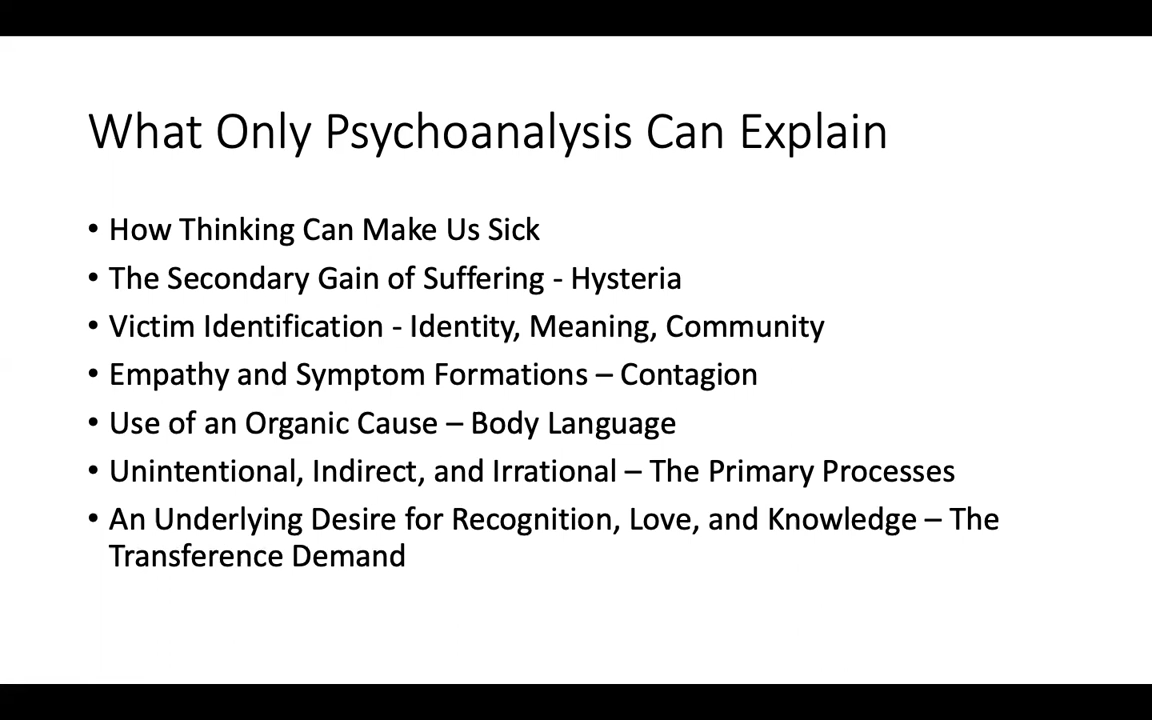 What Only Psychoanalysis Can Explain
• How Thinking Can Make Us Sick
• The Secondary Gain of Suffering - Hysteria
• Victim Identification - Identity, Meaning, Community
• Empathy and Symptom Formations – Contagion
• Use of an Organic Cause – Body Language
• Unintentional, Indirect, and Irrational – The Primary Processes
• An Underlying Desire for Recognition, Love, and Knowledge – The
Transference Demand